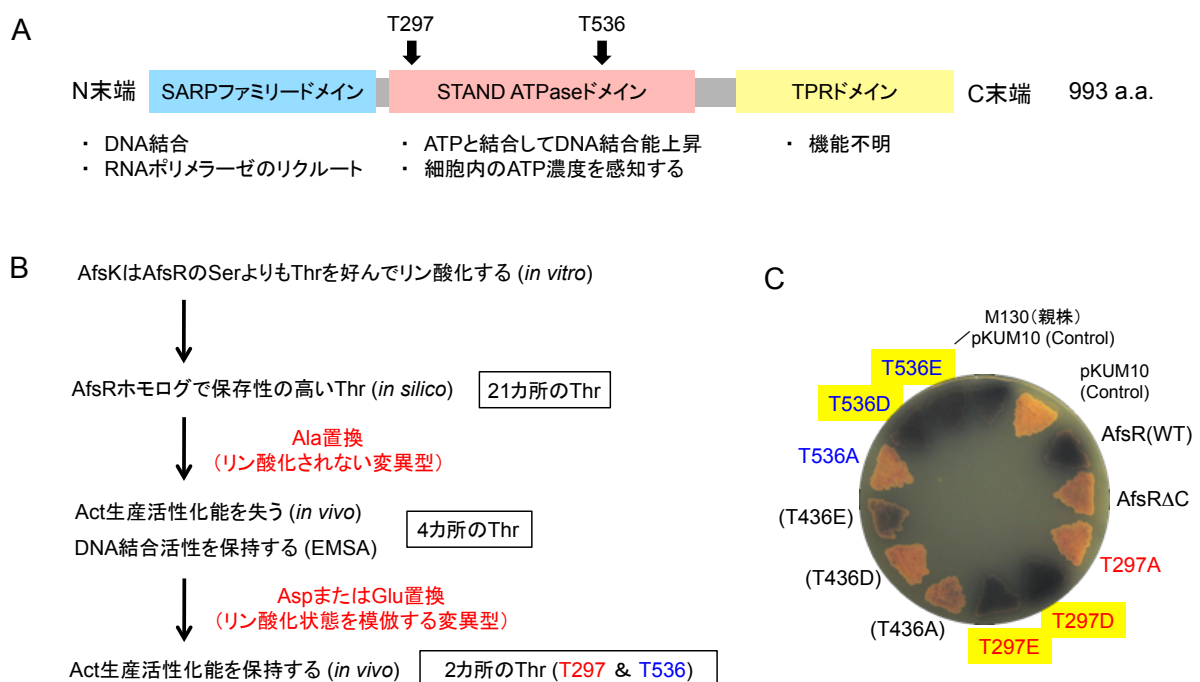 A
T297
T536
N末端
SARPファミリードメイン
STAND ATPaseドメイン
TPRドメイン
C末端
993 a.a.
・ DNA結合
・ RNAポリメラーゼのリクルート
・ ATPと結合してDNA結合能上昇
・ 細胞内のATP濃度を感知する
・ 機能不明
B
AfsKはAfsRのSerよりもThrを好んでリン酸化する (in vitro)
AfsRホモログで保存性の高いThr (in silico)
21カ所のThr
Ala置換
（リン酸化されない変異型）
Act生産活性化能を失う (in vivo)
DNA結合活性を保持する (EMSA)
4カ所のThr
AspまたはGlu置換
（リン酸化状態を模倣する変異型）
Act生産活性化能を保持する (in vivo)
2カ所のThr (T297 & T536)
C
M130（親株）
／pKUM10 (Control)
pKUM10
(Control)
AfsR(WT)
AfsRΔC
T297A
T297D
T297E
(T436A)
(T436D)
(T436E)
T536A
T536D
T536E